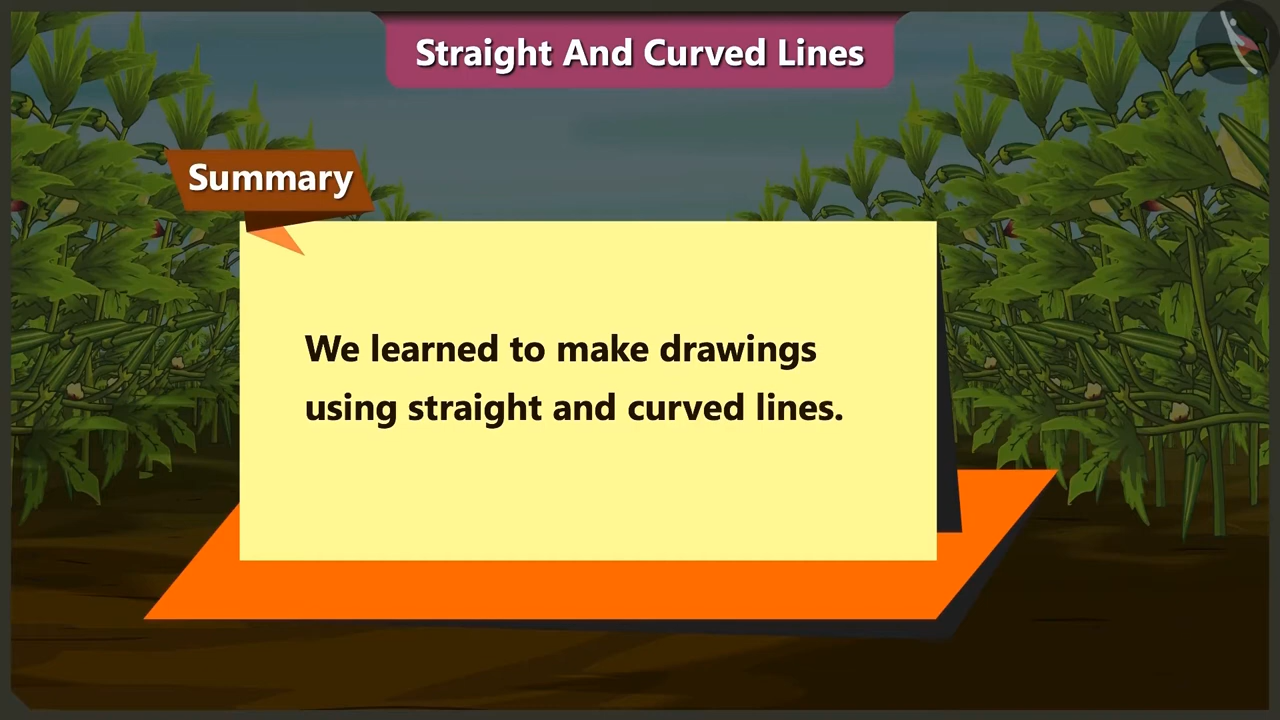 Straight And Curved Lines
Summary
We learned to make drawings
using straight and curved lines.